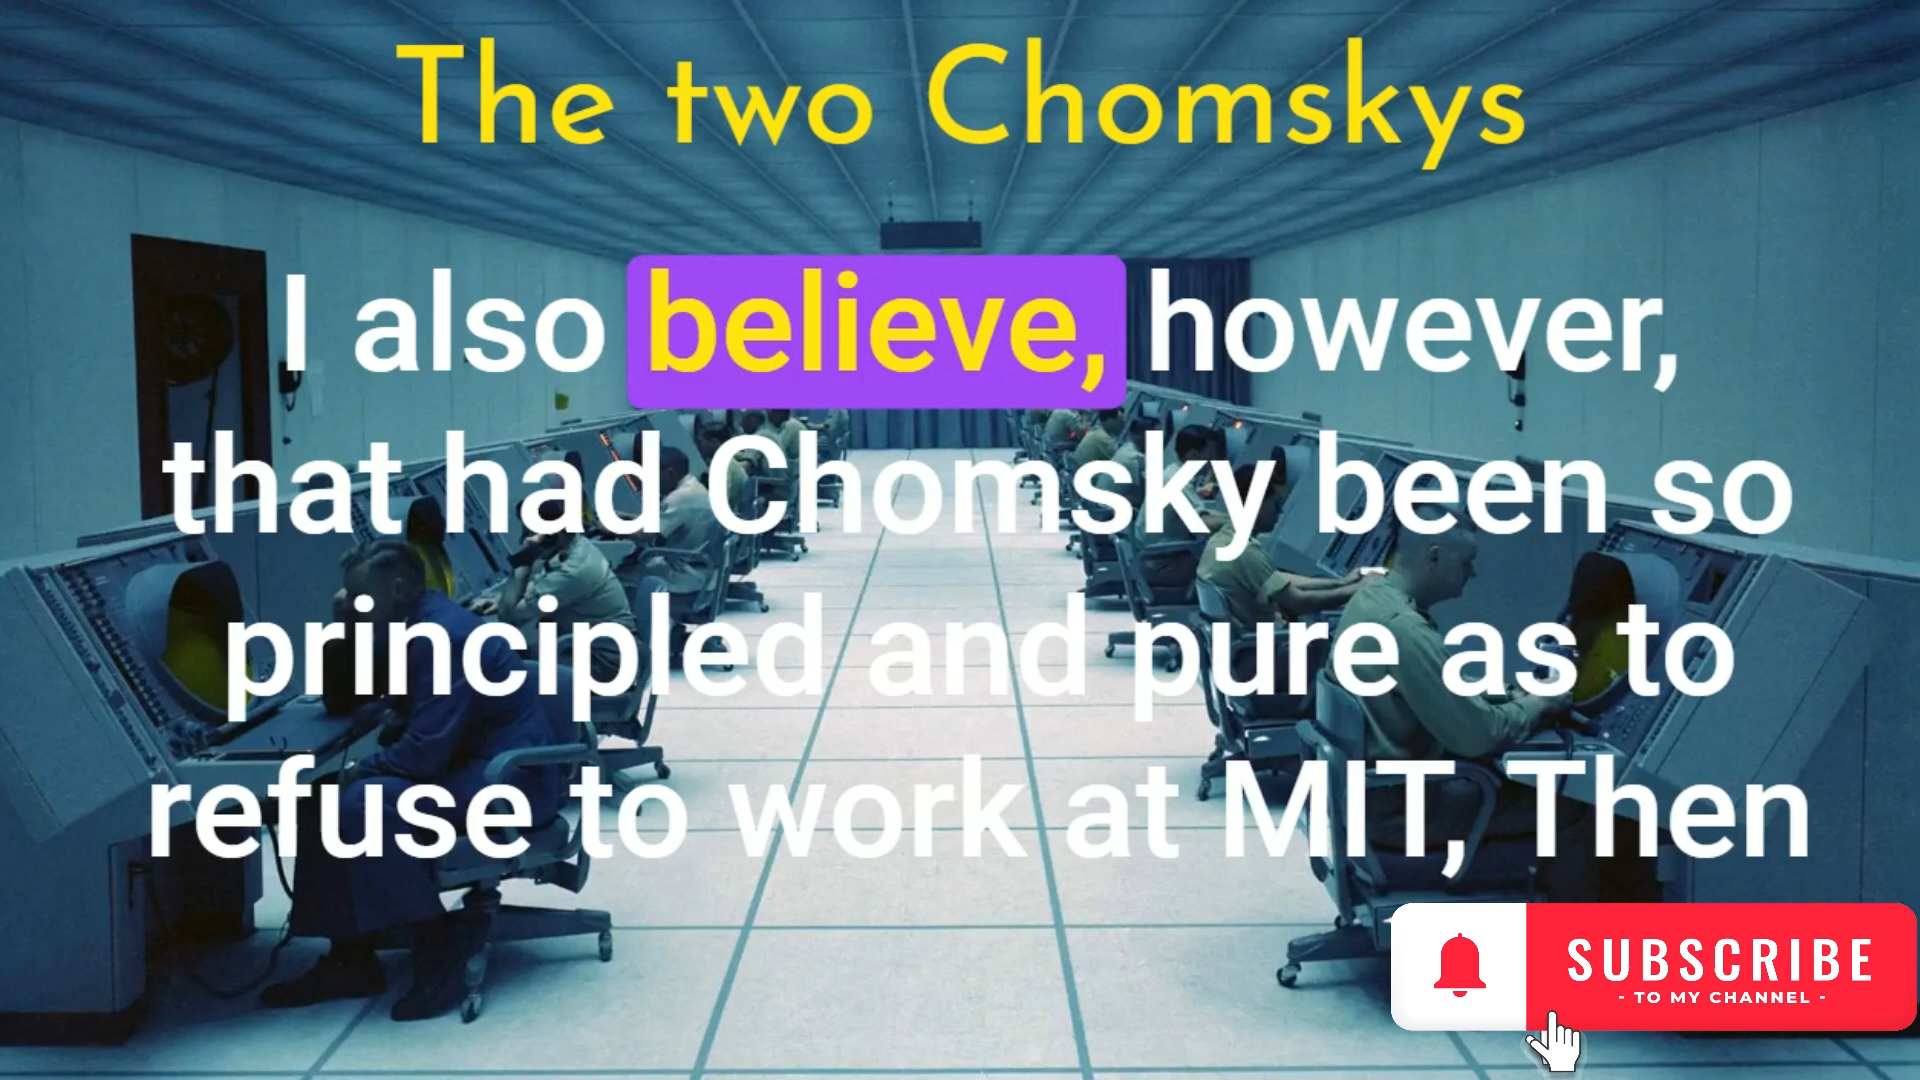 The two Chomskys
I also believe, however,
that had Chomsky been so
principled and pure as to
refuse to work at MIT, Then
SUBSCRIBE
- TO MY CHANNEL -